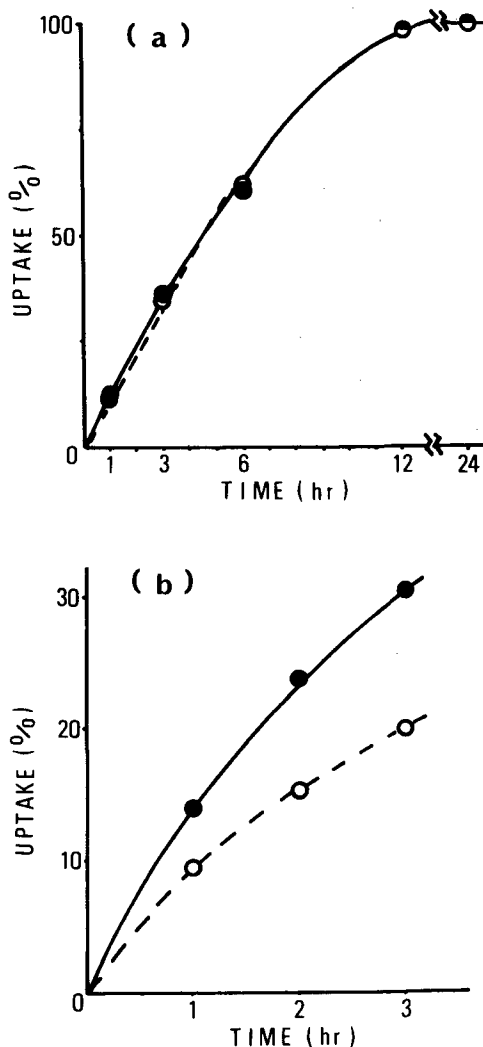 ( a )
100
50
0
UPTAKE (%)
1 3 6 12 24
TIME (hr)
( b )
30
20
10
0
UPTAKE (%)
1 2 3
TIME (hr)